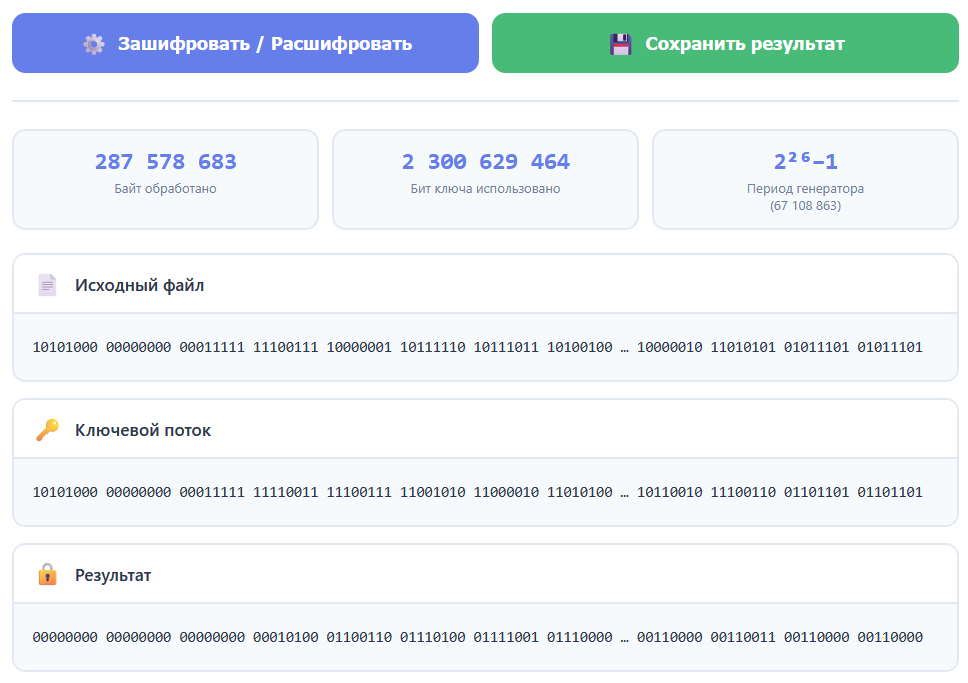 Зашифровать / Расшифровать
Сохранить результат
287 578 683
Байт обработано
2 300 629 464
Бит ключа использовано
2²⁶−1
Период генератора
(67 108 863)
Исходный файл
10101000 00000000 00011111 11100111 10000001 10111110 10111011 10100100 … 10000010 11010101 01011101 01011101
Ключевой поток
10101000 00000000 00011111 11110011 11100111 11001010 11000010 11010100 … 10110010 11100110 01101101 01101101
Результат
00000000 00000000 00000000 00010100 01100110 01110100 01111001 01110000 … 00110000 00110011 00110000 00110000